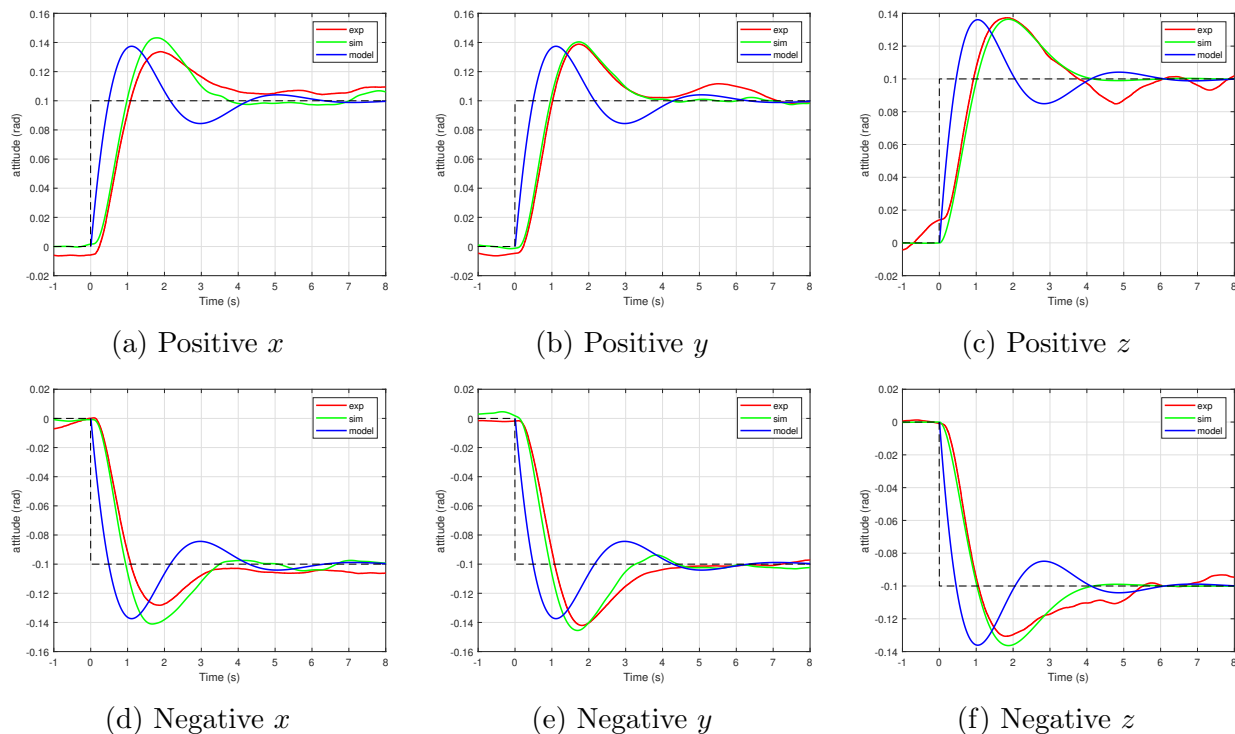 0.16
0.14
0.12
0.1
0.08
0.06
0.04
0.02
0
-0.02
attitude (rad)
-1 0 1 2 3 4 5 6 7 8
Time (s)
exp
sim
model
(a) Positive x
0.16
0.14
0.12
0.1
0.08
0.06
0.04
0.02
0
-0.02
attitude (rad)
-1 0 1 2 3 4 5 6 7 8
Time (s)
exp
sim
model
(b) Positive y
0.14
0.12
0.1
0.08
0.06
0.04
0.02
0
-0.02
attitude (rad)
-1 0 1 2 3 4 5 6 7 8
Time (s)
exp
sim
model
(c) Positive z
0.02
0
-0.02
-0.04
-0.06
-0.08
-0.1
-0.12
-0.14
-0.16
attitude (rad)
-1 0 1 2 3 4 5 6 7 8
Time (s)
exp
sim
model
(d) Negative x
0.02
0
-0.02
-0.04
-0.06
-0.08
-0.1
-0.12
-0.14
-0.16
attitude (rad)
-1 0 1 2 3 4 5 6 7 8
Time (s)
exp
sim
model
(e) Negative y
0.02
0
-0.02
-0.04
-0.06
-0.08
-0.1
-0.12
-0.14
attitude (rad)
-1 0 1 2 3 4 5 6 7 8
Time (s)
exp
sim
model
(f) Negative z